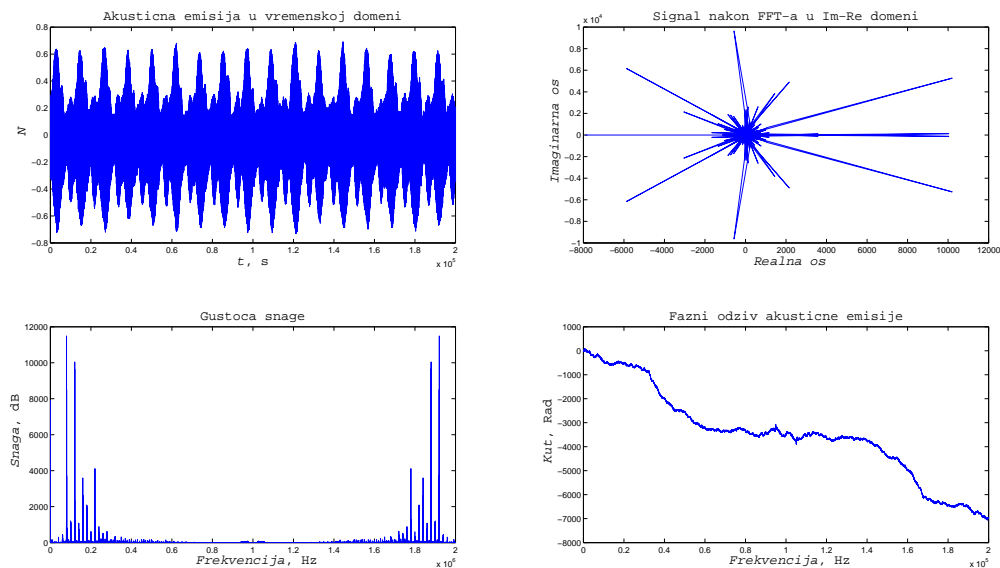 Akusticna emisija u vremenskoj domeni
0.8
0.6
0.4
0.2
0
−0.2
−0.4
−0.6
−0.8
N
0 0.2 0.4 0.6 0.8 1 1.2 1.4 1.6 1.8 2
x 10^5
t, s
Signal nakon FFT-a u Im-Re domeni
x 10^4
1
0.8
0.6
0.4
0.2
0
−0.2
−0.4
−0.6
−0.8
−1
Imaginarna os
−8000 −6000 −4000 −2000 0 2000 4000 6000 8000 10000 12000
Realna os
Gustoca snage
12000
10000
8000
6000
4000
2000
0
Snaga, dB
0 0.2 0.4 0.6 0.8 1 1.2 1.4 1.6 1.8 2
x 10^6
Frekvencija, Hz
Fazni odziv akusticne emisije
1000
0
−1000
−2000
−3000
−4000
−5000
−6000
−7000
−8000
Kut, Rad
0 0.2 0.4 0.6 0.8 1 1.2 1.4 1.6 1.8 2
x 10^5
Frekvencija, Hz